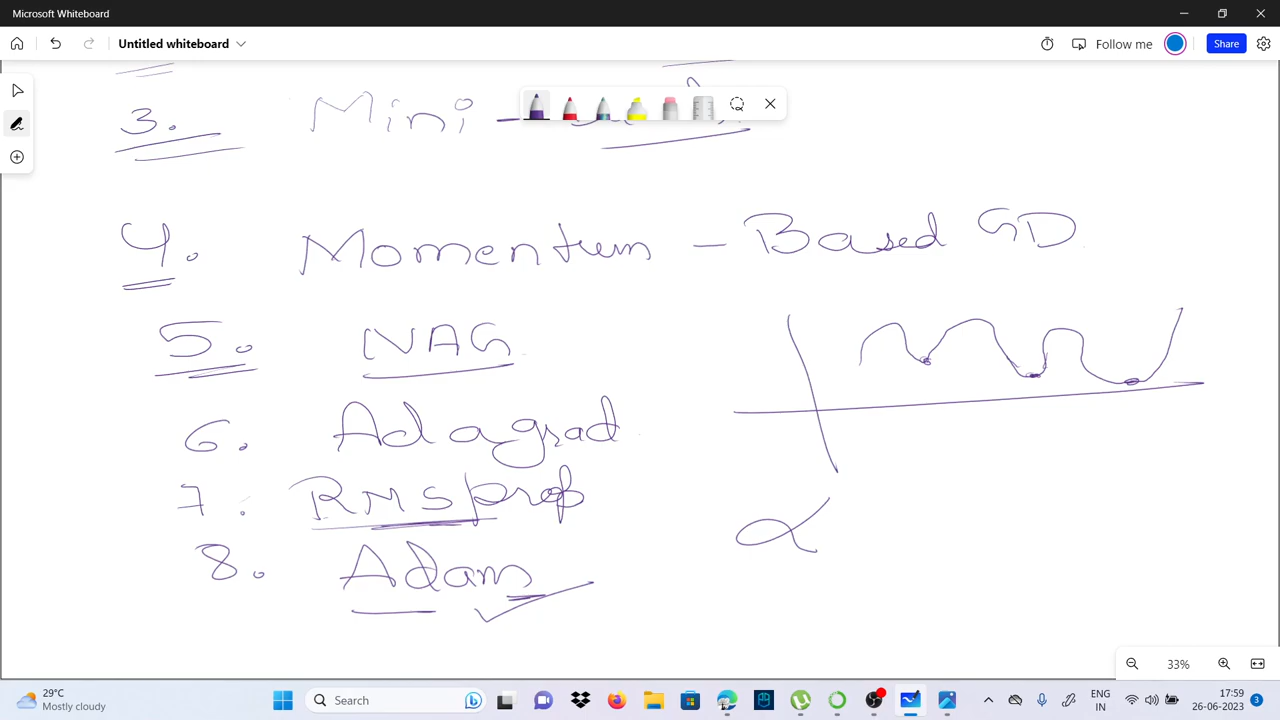 Microsoft Whiteboard
Untitled whiteboard
Follow me
Share
3. Mini -
4. Momentum - Based GD
5. NAG
6. Adagrad
7. RMSprop
8. Adam
α
33%
29°C
Mostly cloudy
Search
ENG
IN
17:59
26-06-2023
3